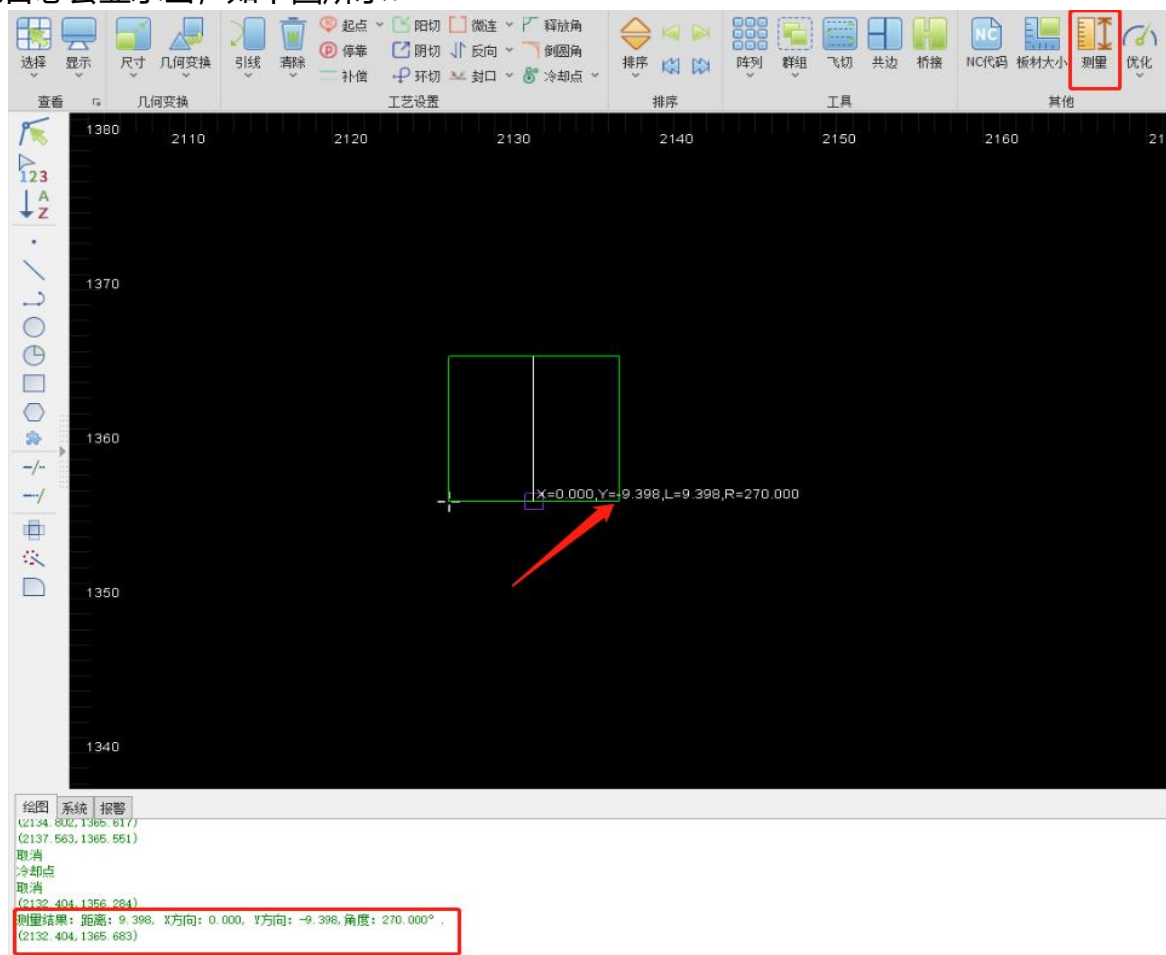 起点 阳切 微连 释放角
停靠 阴切 反向 倒圆角
补偿 环切 封口 冷却点
选择 显示 尺寸 几何变换 引线 清除 排序 阵列 群组 飞切 共边 桥接 NC代码 板材大小 测量 优化
NC
查看 几何变换 工艺设置 排序 工具 其他
123
A
Z
1380
2110 2120 2130 2140 2150 2160 21
1370
1360
X=0.000,Y=-9.398,L=9.398,R=270.000
1350
1340
绘图 系统 报警
(2134.802,1365.617)
(2137.563,1365.551)
取消
冷却点
取消
(2132.404,1356.284)
测量结果: 距离: 9.398, X方向: 0.000, Y方向: -9.398,角度: 270.000° .
(2132.404,1365.683)